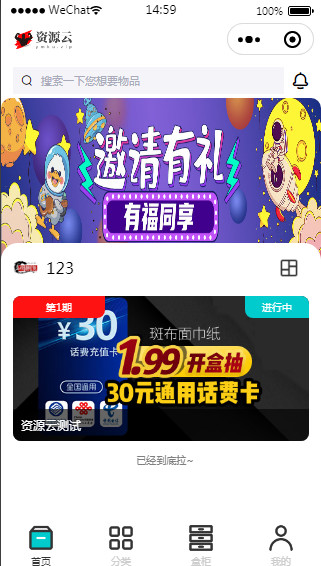 WeChat
14:59
100%
资源云
ymku.vip
搜索一下您想要物品
邀请有礼
有福同享
123
第1期
进行中
¥30
话费充值卡
全国通用
斑布面巾纸
1.99开盒抽
30元通用话费卡
资源云测试
已经到底拉~
首页
分类
盒柜
我的